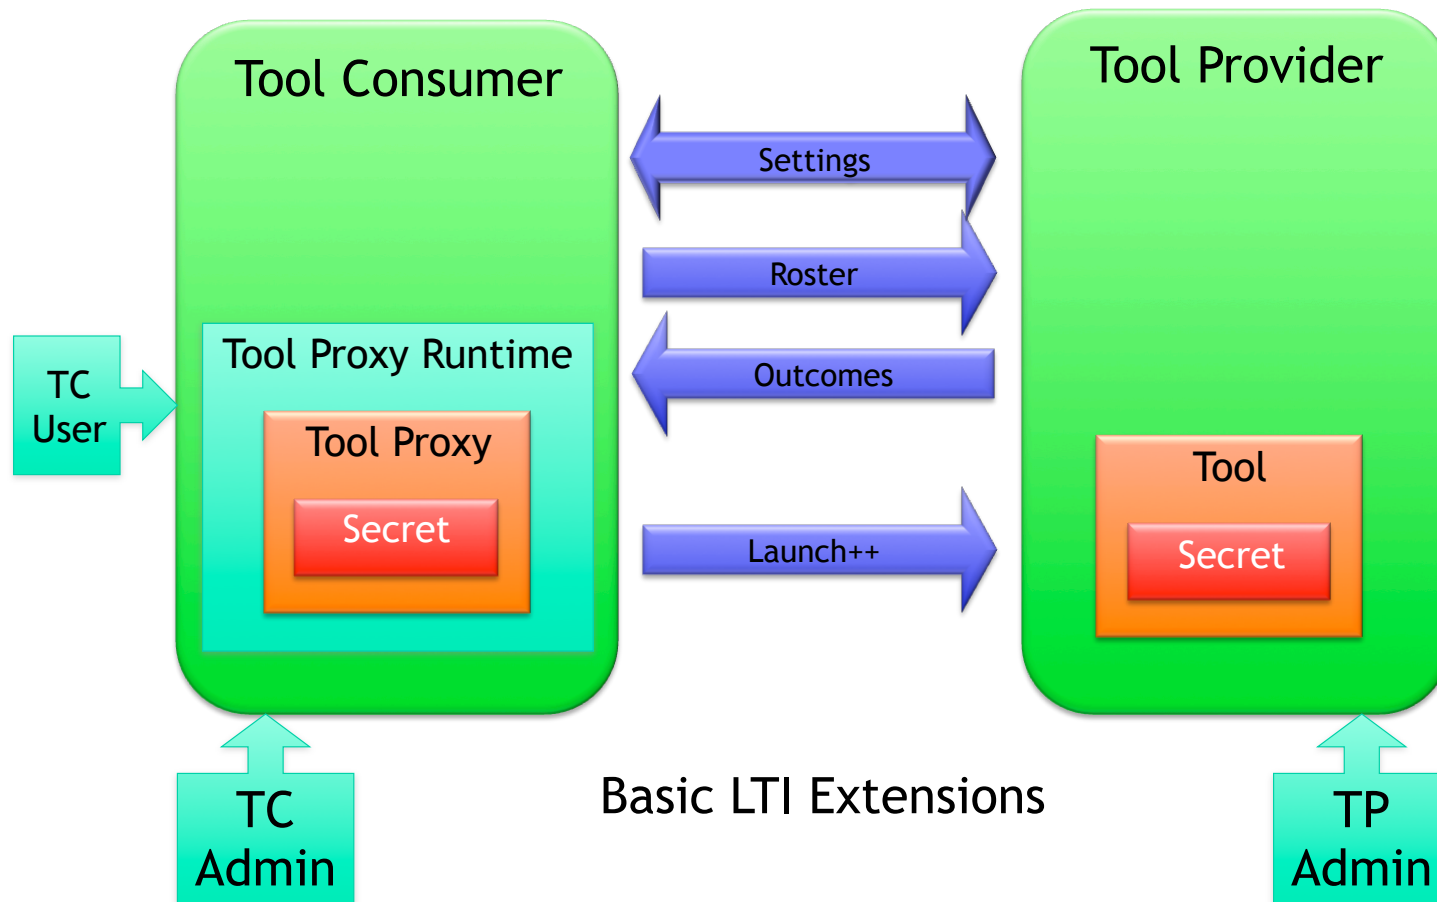 Tool Consumer
Tool Provider
Settings
Roster
Tool Proxy Runtime
Outcomes
TC
User
Tool Proxy
Tool
Secret
Launch++
Secret
Basic LTI Extensions
TC
Admin
TP
Admin